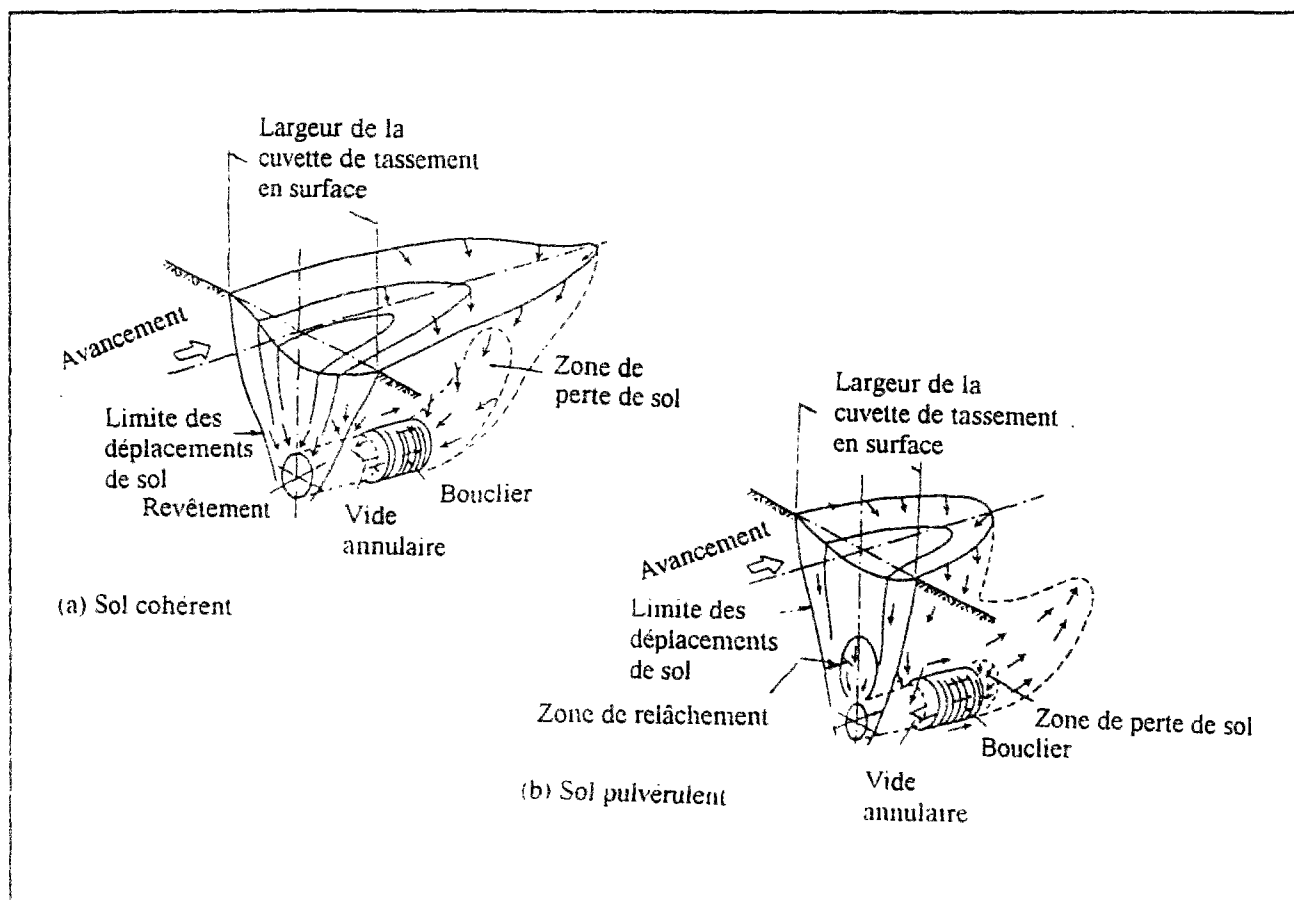 Largeur de la
cuvette de tassement
en surface
Avancement
Zone de
perte de sol
Limite des
déplacements
de sol
Revêtement
Bouclier
Vide
annulaire
(a) Sol cohérent
Largeur de la
cuvette de tassement
en surface
Avancement
Limite des
déplacements
de sol
Zone de relâchement
Zone de perte de sol
Bouclier
Vide
annulaire
(b) Sol pulvérulent